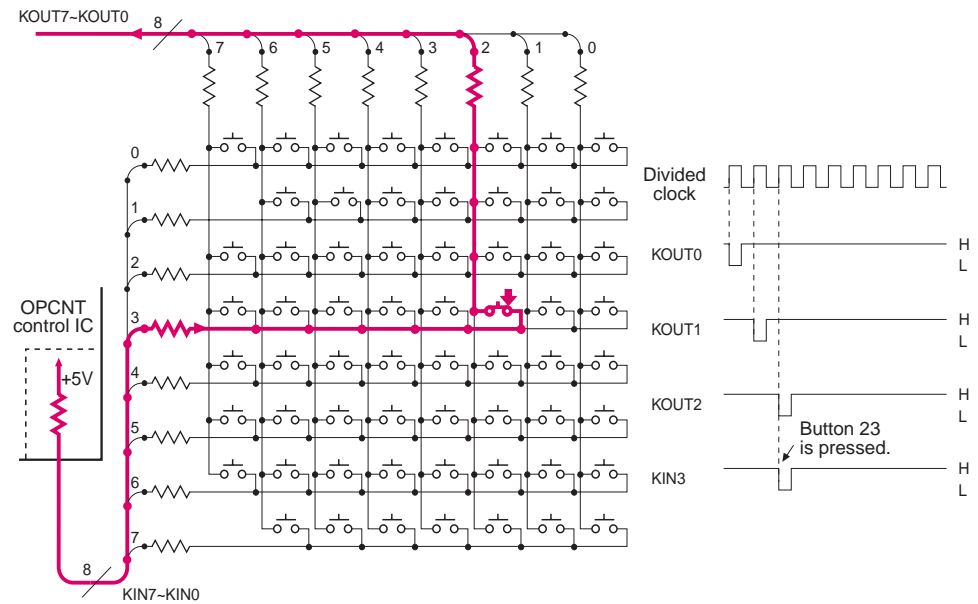 KOUT7~KOUT0
8
7 6 5 4 3 2 1 0
0
1
2
3
4
5
6
7
OPCNT
control IC
+5V
8
KIN7~KIN0
Divided
clock
KOUT0
H
L
KOUT1
H
L
KOUT2
H
L
Button 23
is pressed.
KIN3
H
L